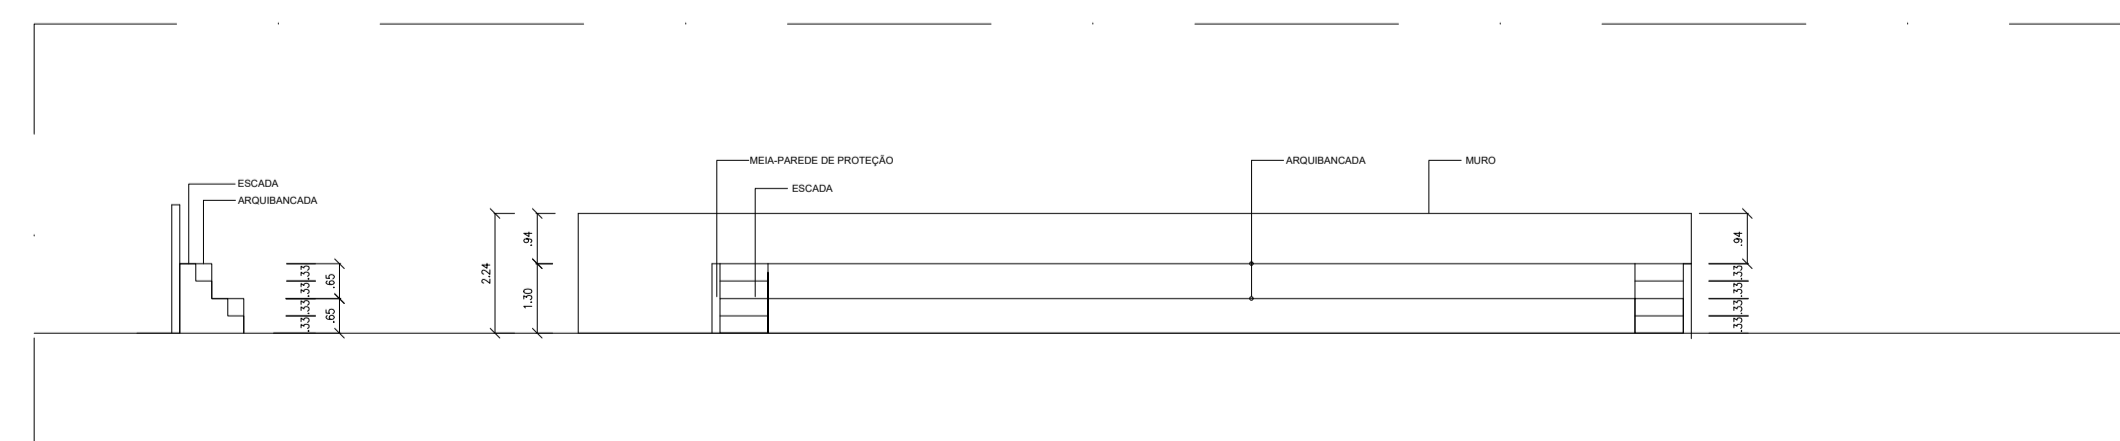 MEIA-PAREDE DE PROTEÇÃO
ARQUIBANCADA
MURO
ESCADA
ESCADA
ARQUIBANCADA
.33
.33
.33
.33
.65
.65
2.24
.94
1.30
.94
.33
.33
.33
.33